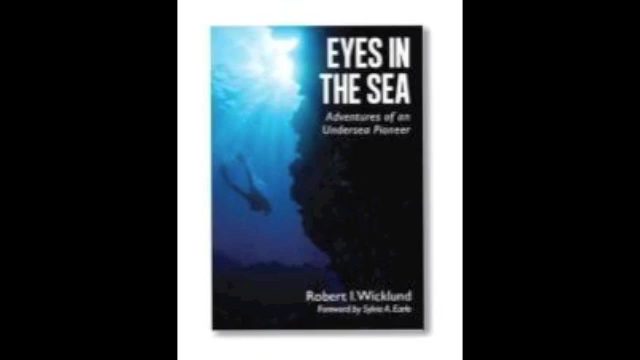 EYES IN
THE SEA
Adventures of an
Undersea Pioneer
Robert I. Wicklund
Foreword by Sylvia A. Earle